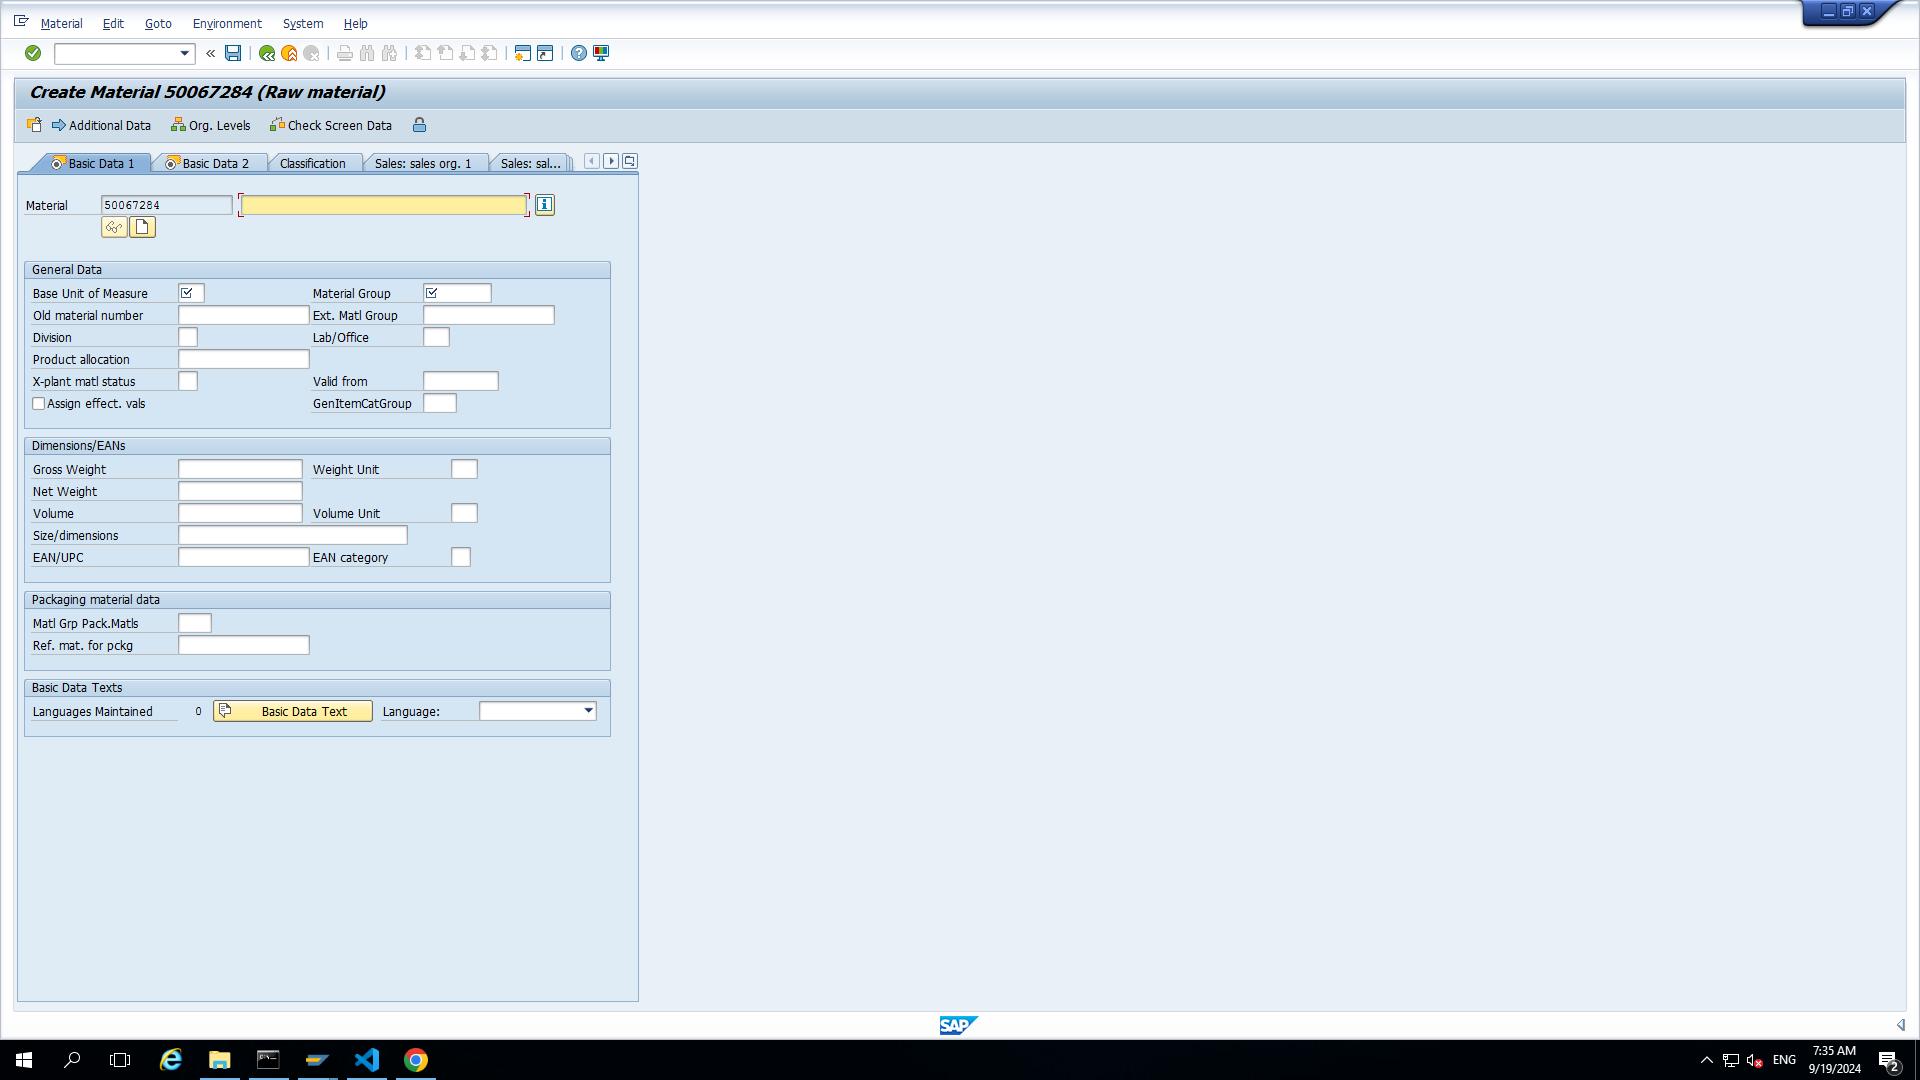 Material Edit Goto Environment System Help
Create Material 50067284 (Raw material)
Additional Data Org. Levels Check Screen Data
Basic Data 1 Basic Data 2 Classification Sales: sales org. 1 Sales: sal...
Material 50067284
General Data
Base Unit of Measure Material Group
Old material number Ext. Matl Group
Division Lab/Office
Product allocation
X-plant matl status Valid from
Assign effect. vals GenItemCatGroup
Dimensions/EANs
Gross Weight Weight Unit
Net Weight
Volume Volume Unit
Size/dimensions
EAN/UPC EAN category
Packaging material data
Matl Grp Pack.Matls
Ref. mat. for pckg
Basic Data Texts
Languages Maintained 0 Basic Data Text Language:
SAP
ENG 7:35 AM
9/19/2024 2